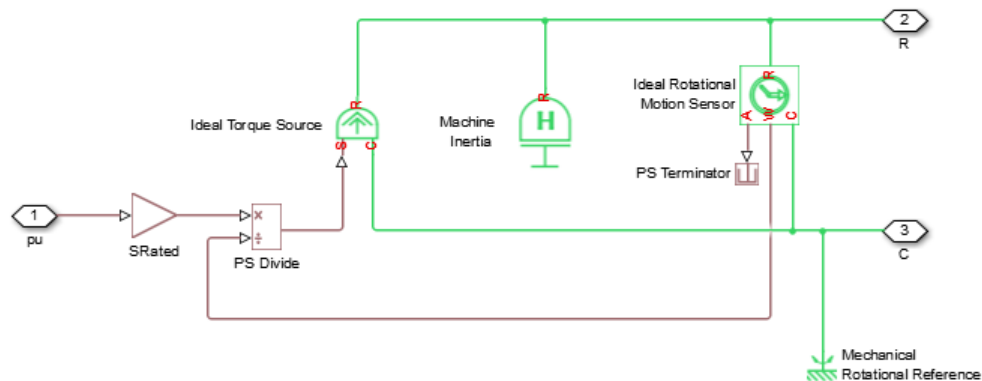 2
R
R
Ideal Rotational
Motion Sensor
R
R
Ideal Torque Source
Machine
Inertia
H
A
W
C
S
C
PS Terminator
1
pu
×
÷
SRated
PS Divide
3
C
Mechanical
Rotational Reference